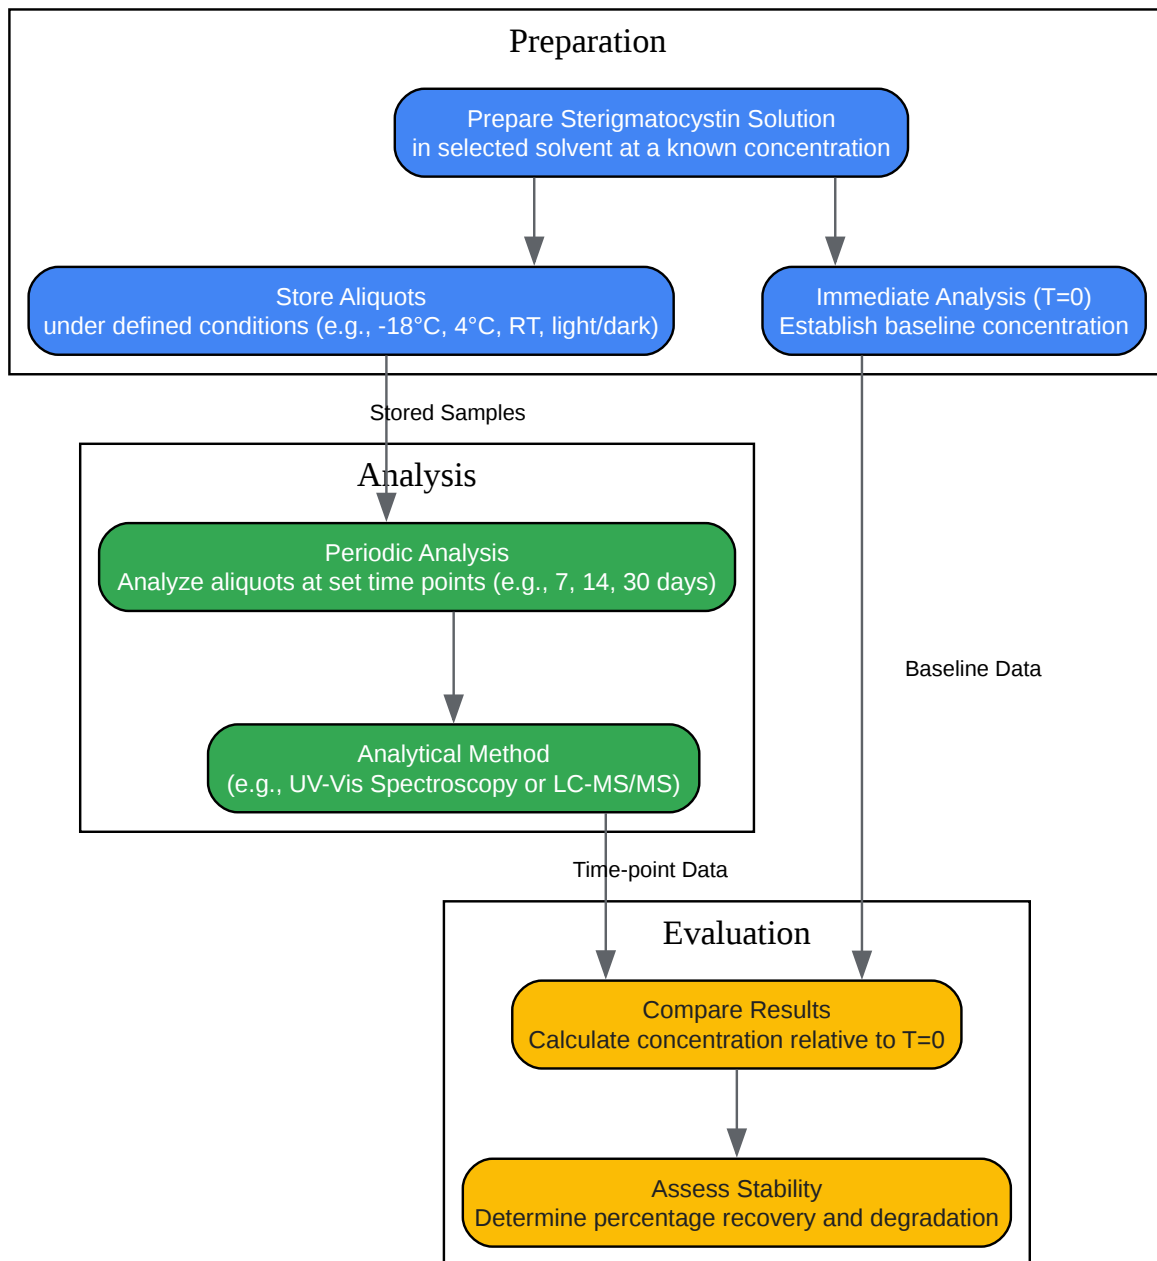 Preparation
Prepare Sterigmatocystin Solution
in selected solvent at a known concentration
Store Aliquots
under defined conditions (e.g., -18°C, 4°C, RT, light/dark)
Immediate Analysis (T=0)
Establish baseline concentration
Stored Samples
Analysis
Periodic Analysis
Analyze aliquots at set time points (e.g., 7, 14, 30 days)
Baseline Data
Analytical Method
(e.g., UV-Vis Spectroscopy or LC-MS/MS)
Time-point Data
Evaluation
Compare Results
Calculate concentration relative to T=0
Assess Stability
Determine percentage recovery and degradation